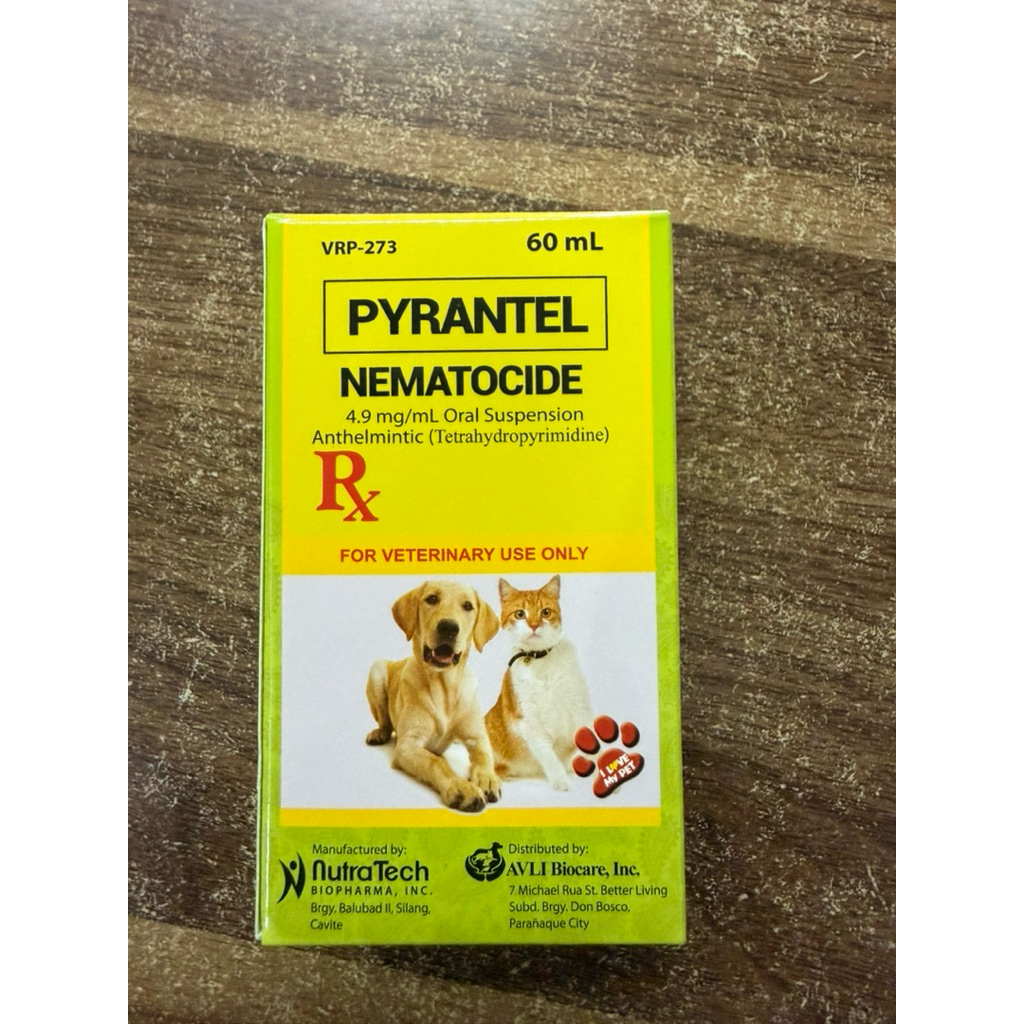 VRP-273
60 mL
PYRANTEL
NEMATOCIDE
4.9 mg/mL Oral Suspension
Anthelmintic (Tetrahydropyrimidine)
Rx
FOR VETERINARY USE ONLY
I LOVE
MY PET
Manufactured by:
NutraTech
BIOPHARMA, INC.
Brgy. Balubad II, Silang,
Cavite
Distributed by:
AVLI Biocare, Inc.
7 Michael Rua St. Better Living
Subd. Brgy. Don Bosco,
Parañaque City